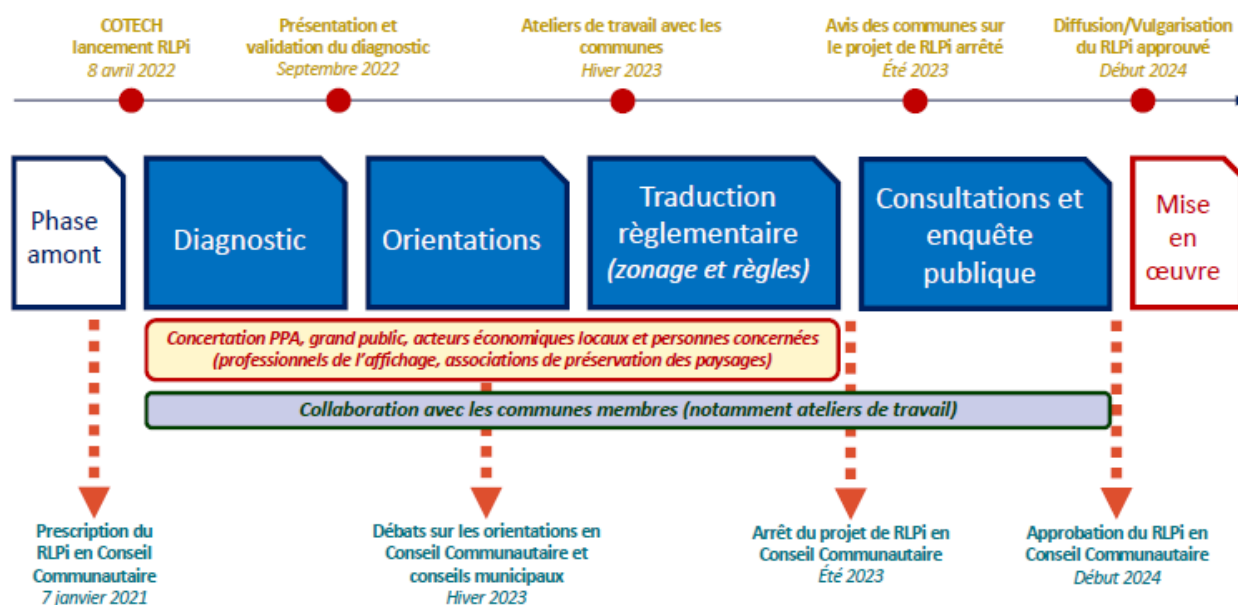 COTECH
lancement RLPi
8 avril 2022
Présentation et
validation du diagnostic
Septembre 2022
Ateliers de travail avec les
communes
Hiver 2023
Avis des communes sur
le projet de RLPi arrêté
Été 2023
Diffusion/Vulgarisation
du RLPi approuvé
Début 2024
Phase
amont
Diagnostic
Orientations
Traduction
règlementaire
(zonage et règles)
Consultations et
enquête
publique
Mise
en
œuvre
Concertation PPA, grand public, acteurs économiques locaux et personnes concernées
(professionnels de l'affichage, associations de préservation des paysages)
Collaboration avec les communes membres (notamment ateliers de travail)
Prescription du
RLPi en Conseil
Communautaire
7 janvier 2021
Débats sur les orientations en
Conseil Communautaire et
conseils municipaux
Hiver 2023
Arrêt du projet de RLPi en
Conseil Communautaire
Été 2023
Approbation du RLPi en
Conseil Communautaire
Début 2024